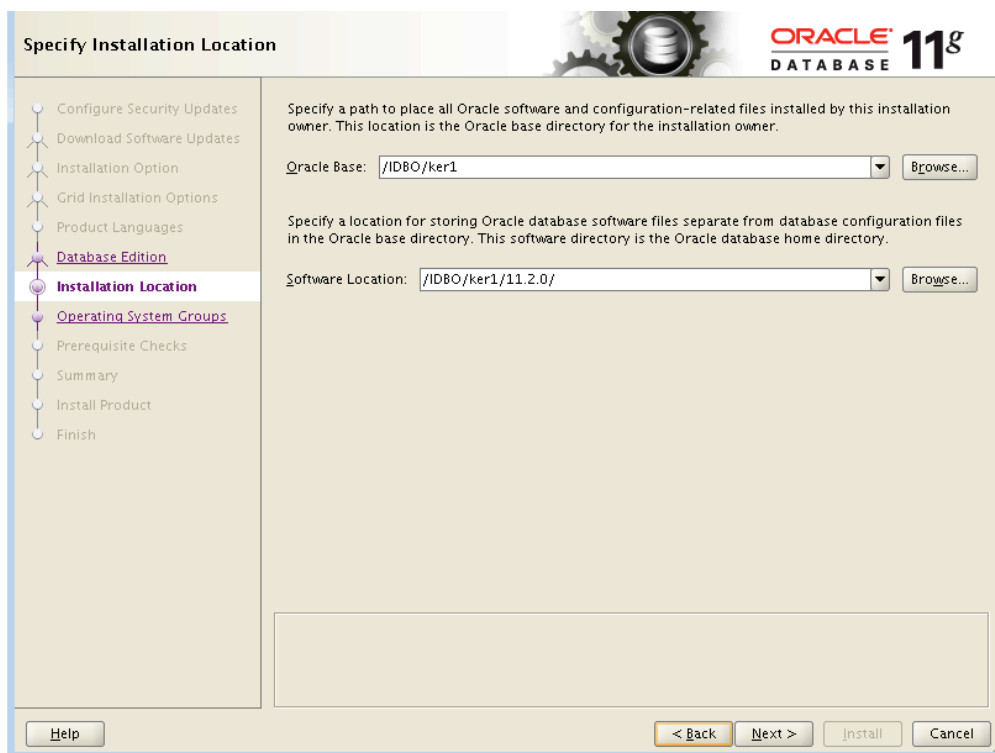 Specify Installation Location
ORACLE
DATABASE
11g
Configure Security Updates
Download Software Updates
Installation Option
Grid Installation Options
Product Languages
Database Edition
Installation Location
Operating System Groups
Prerequisite Checks
Summary
Install Product
Finish
Specify a path to place all Oracle software and configuration-related files installed by this installation
owner. This location is the Oracle base directory for the installation owner.
Oracle Base: /IDBO/ker1 Browse...
Specify a location for storing Oracle database software files separate from database configuration files
in the Oracle base directory. This software directory is the Oracle database home directory.
Software Location: /IDBO/ker1/11.2.0/ Browse...
Help < Back Next > Install Cancel